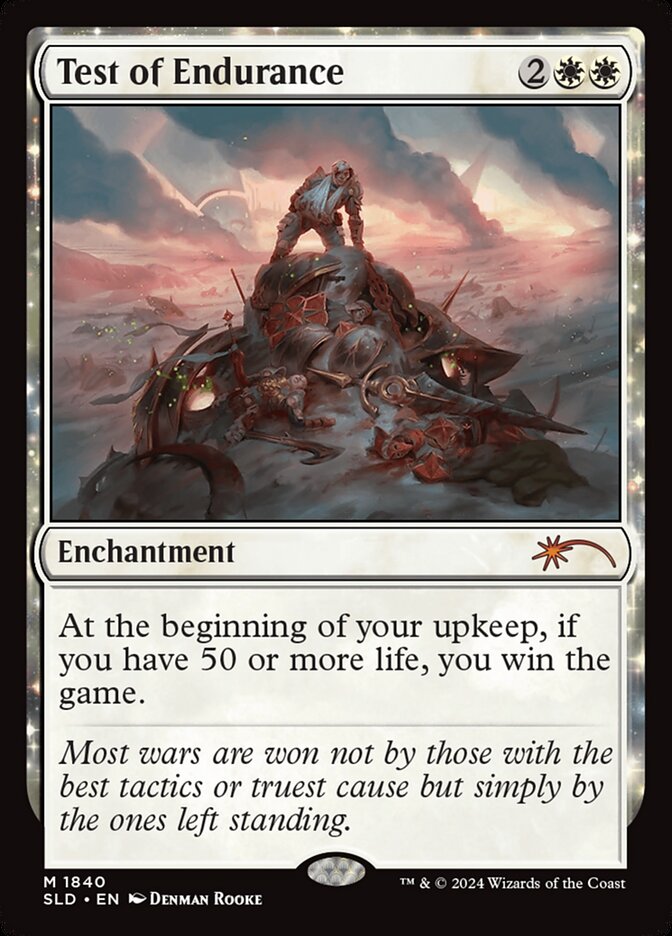 Test of Endurance 2
Enchantment
At the beginning of your upkeep, if
you have 50 or more life, you win the
game.
Most wars are won not by those with the
best tactics or truest cause but simply by
the ones left standing.
M 1840
SLD • EN Denman Rooke
™ & © 2024 Wizards of the Coast